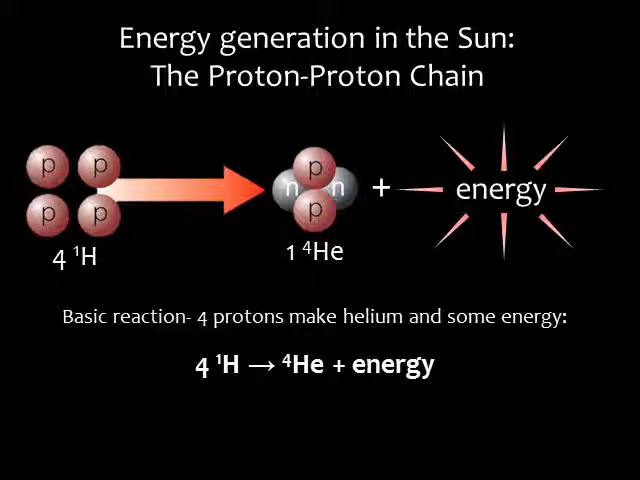 Energy generation in the Sun:
The Proton-Proton Chain
p p
p p
4 ¹H
p
n n
p
1 ⁴He
+
energy
Basic reaction- 4 protons make helium and some energy:
4 ¹H → ⁴He + energy